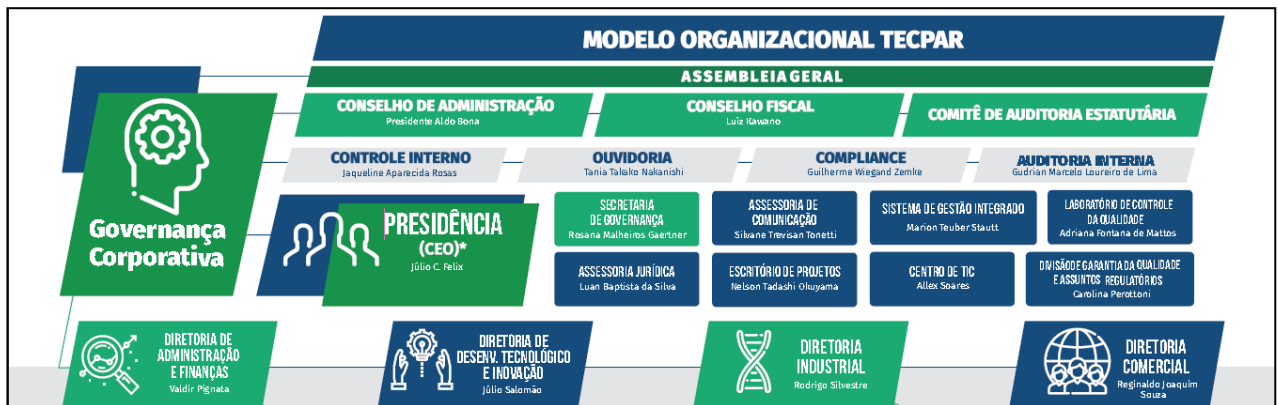 MODELO ORGANIZACIONAL TECPAR
ASSEMBLEIA GERAL
CONSELHO DE ADMINISTRAÇÃO
Presidente Aldo Bona
CONSELHO FISCAL
Luiz Kawano
COMITÊ DE AUDITORIA ESTATUTÁRIA
CONTROLE INTERNO
Jaqueline Aparecida Rosas
OUVIDORIA
Tania Takako Nakanishi
COMPLIANCE
Guilherme Wiegand Zemke
AUDITORIA INTERNA
Gudrian Marcelo Loureiro de Lima
Governança
Corporativa
PRESIDÊNCIA
(CEO)*
Júlio C. Felix
SECRETARIA
DE GOVERNANÇA
Rosana Malheiros Gaertner
ASSESSORIA DE
COMUNICAÇÃO
Silvane Trevisan Tonetti
SISTEMA DE GESTÃO INTEGRADO
Marion Teuber Stautt
LABORATÓRIO DE CONTROLE
DA QUALIDADE
Adriana Fontana de Mattos
ASSESSORIA JURÍDICA
Luan Baptista da Silva
ESCRITÓRIO DE PROJETOS
Nelson Tadashi Okuyama
CENTRO DE TIC
Allex Soares
DIVISÃO DE GARANTIA DA QUALIDADE
E ASSUNTOS REGULATÓRIOS
Carolina Perottoni
DIRETORIA DE
ADMINISTRAÇÃO
E FINANÇAS
Valdir Pignata
DIRETORIA DE
DESENV. TECNOLÓGICO
E INOVAÇÃO
Júlio Salomão
DIRETORIA
INDUSTRIAL
Rodrigo Silvestre
DIRETORIA
COMERCIAL
Reginaldo Joaquim
Souza